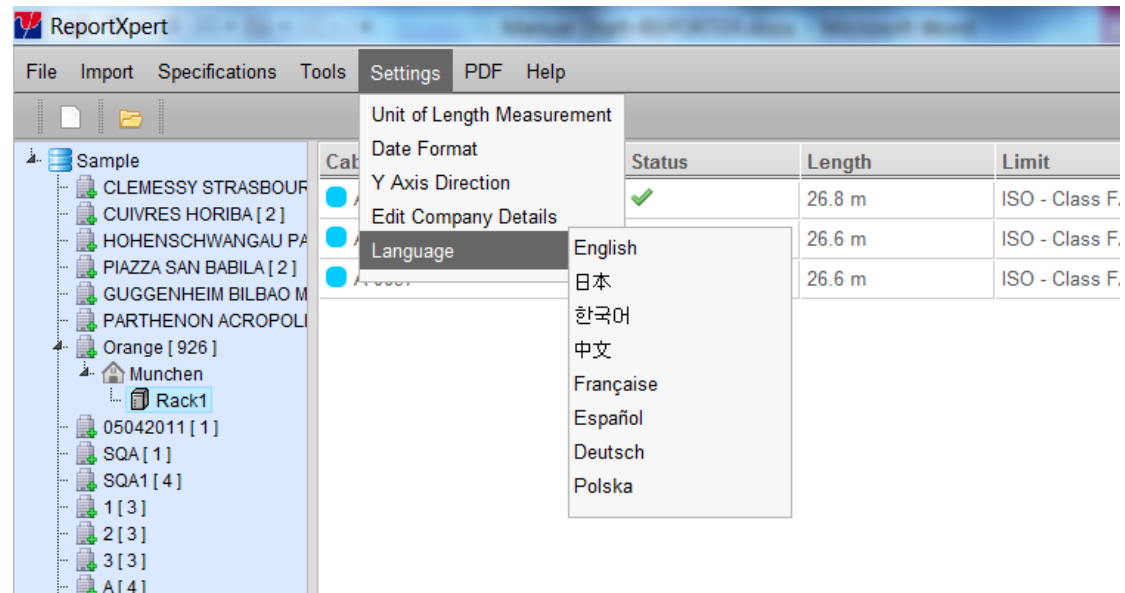 ReportXpert
File Import Specifications Tools Settings PDF Help
Unit of Length Measurement
Date Format
Y Axis Direction
Edit Company Details
Language
English
日本
한국어
中文
Française
Español
Deutsch
Polska
Sample
CLEMESSY STRASBOUR
CUIVRES HORIBA [ 2 ]
HOHENSCHWANGAU PA
PIAZZA SAN BABILA [ 2 ]
GUGGENHEIM BILBAO M
PARTHENON ACROPOLI
Orange [ 926 ]
Munchen
Rack1
05042011 [ 1 ]
SQA [ 1 ]
SQA1 [ 4 ]
1 [ 3 ]
2 [ 3 ]
3 [ 3 ]
A [ 4 ]
Cab Status Length Limit
26.8 m ISO - Class F
26.6 m ISO - Class F
26.6 m ISO - Class F